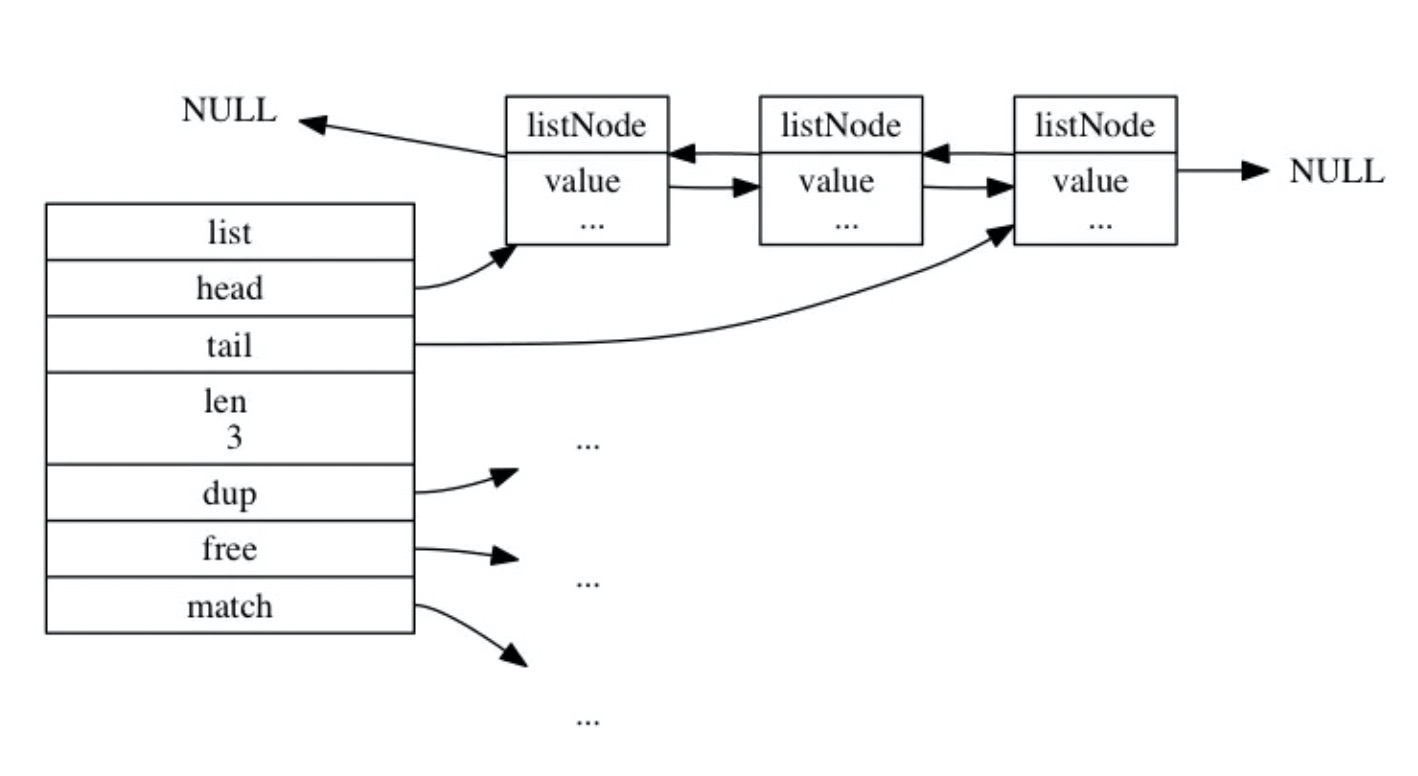 NULL
listNode
value
...
listNode
value
...
listNode
value
...
NULL
list
head
tail
len
3
dup
free
match
...
...
...